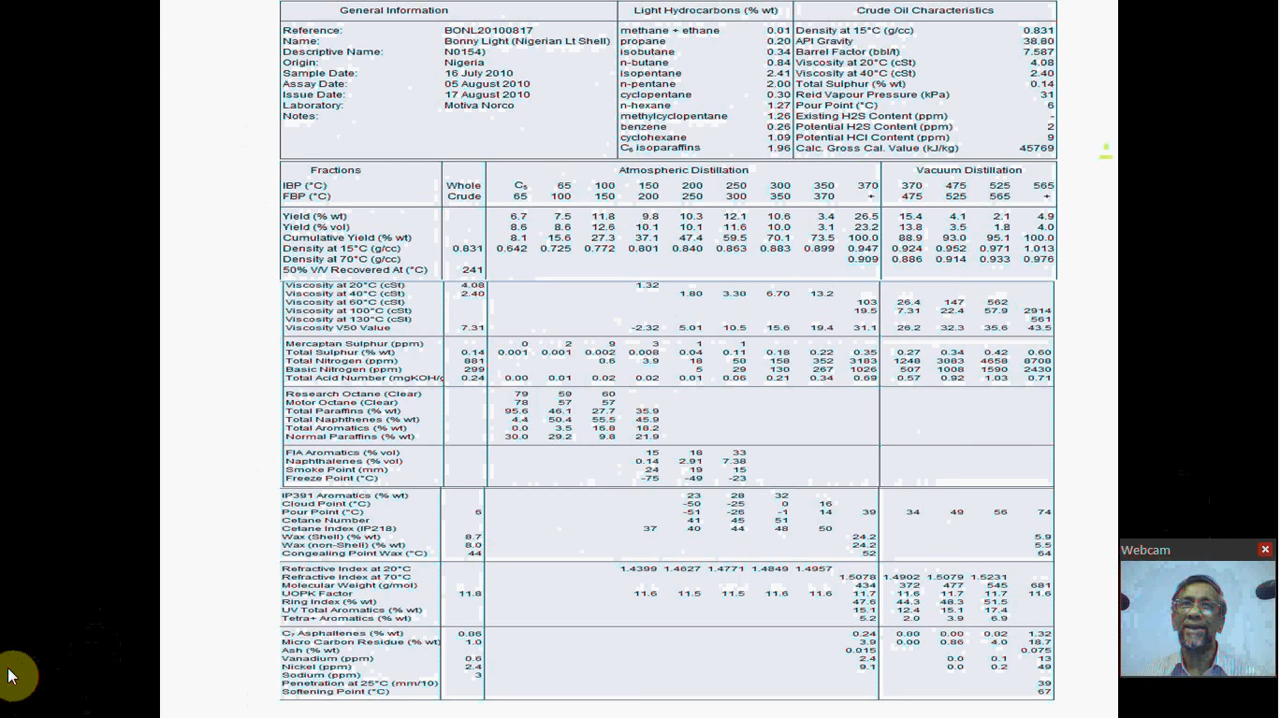 General Information Light Hydrocarbons (% wt) Crude Oil Characteristics
Reference: BONL20100817 methane + ethane 0.01 Density at 15°C (g/cc) 0.831
Name: Bonny Light (Nigerian Lt Shell) propane 0.20 API Gravity 38.80
Descriptive Name: N0154) isobutane 0.34 Barrel Factor (bbl/t) 7.587
Origin: Nigeria n-butane 0.84 Viscosity at 20°C (cSt) 4.08
Sample Date: 16 July 2010 isopentane 2.41 Viscosity at 40°C (cSt) 2.40
Assay Date: 05 August 2010 n-pentane 2.00 Total Sulphur (% wt) 0.14
Issue Date: 17 August 2010 cyclopentane 0.30 Reid Vapour Pressure (kPa) 31
Laboratory: Motiva Norco n-hexane 1.27 Pour Point (°C) 6
Notes: methylcyclopentane 1.26 Existing H2S Content (ppm) -
benzene 0.26 Potential H2S Content (ppm) 2
cyclohexane 1.09 Potential HCl Content (ppm) 9
C6 isoparaffins 1.96 Calc. Gross Cal. Value (kJ/kg) 45769
Fractions Atmospheric Distillation Vacuum Distillation
IBP (°C) Whole C5 65 100 150 200 250 300 350 370 370 475 525 565
FBP (°C) Crude 65 100 150 200 250 300 350 370 + 475 525 565 +
Yield (% wt) 6.7 7.5 11.8 9.8 10.3 12.1 10.6 3.4 26.5 15.4 4.1 2.1 4.9
Yield (% vol) 8.6 8.6 12.6 10.1 10.1 11.6 10.0 3.1 23.2 13.8 3.5 1.8 4.0
Cumulative Yield (% wt) 8.1 15.6 27.3 37.1 47.4 59.5 70.1 73.5 100.0 88.9 93.0 95.1 100.0
Density at 15°C (g/cc) 0.831 0.642 0.725 0.772 0.801 0.840 0.863 0.883 0.899 0.947 0.924 0.952 0.971 1.013
Density at 70°C (g/cc) 0.909 0.886 0.914 0.933 0.976
50% V/V Recovered At (°C) 241
Viscosity at 20°C (cSt) 4.08 1.32
Viscosity at 40°C (cSt) 2.40 1.80 3.30 6.70 13.2
Viscosity at 60°C (cSt) 103 26.4 147 562
Viscosity at 100°C (cSt) 19.5 7.31 22.4 57.9 2914
Viscosity at 130°C (cSt) 561
Viscosity V50 Value 7.31 -2.32 5.01 10.5 15.6 19.4 31.1 26.2 32.3 35.6 43.5
Mercaptan Sulphur (ppm) 0 2 9 3 1 1
Total Sulphur (% wt) 0.14 0.001 0.001 0.002 0.008 0.04 0.11 0.18 0.22 0.35 0.27 0.34 0.42 0.60
Total Nitrogen (ppm) 881 0.6 3.9 18 50 158 352 3183 1248 3083 4658 8708
Basic Nitrogen (ppm) 299 5 29 130 267 1026 507 1008 1590 2430
Total Acid Number (mgKOH/g 0.24 0.00 0.01 0.02 0.02 0.01 0.06 0.21 0.34 0.69 0.57 0.92 1.03 0.71
Research Octane (Clear) 79 59 60
Motor Octane (Clear) 78 57 57
Total Paraffins (% wt) 95.6 46.1 27.7 35.9
Total Naphthenes (% wt) 4.4 50.4 55.5 45.9
Total Aromatics (% wt) 0.0 3.5 16.8 18.2
Normal Paraffins (% wt) 30.0 29.2 9.8 21.9
FIA Aromatics (% vol) 15 18 33
Naphthalenes (% vol) 0.14 2.91 7.38
Smoke Point (mm) 24 19 15
Freeze Point (°C) -75 -49 -23
IP391 Aromatics (% wt) 23 28 32
Cloud Point (°C) -50 -25 0 16
Pour Point (°C) 6 -51 -26 -1 14 39 34 49 56 74
Cetane Number 41 45 51
Cetane Index (IP218) 37 40 44 48 50
Wax (Shell) (% wt) 8.7 24.2 5.9
Wax (non-Shell) (% wt) 8.0 24.2 5.5
Congealing Point Wax (°C) 44 52 64
Refractive Index at 20°C 1.4399 1.4627 1.4771 1.4849 1.4957
Refractive Index at 70°C 1.5078 1.4902 1.5079 1.5231
Molecular Weight (g/mol) 434 372 477 545 681
UOPK Factor 11.8 11.6 11.5 11.5 11.6 11.6 11.7 11.6 11.7 11.7 11.6
Ring Index (% wt) 47.6 44.3 48.3 51.5
UV Total Aromatics (% wt) 15.1 12.4 15.1 17.4
Tetra+ Aromatics (% wt) 5.2 2.0 3.9 6.9
C7 Asphaltenes (% wt) 0.06 0.24 0.00 0.00 0.02 1.32
Micro Carbon Residue (% wt) 1.0 3.9 0.00 0.86 4.0 18.7
Ash (% wt) 0.015 0.075
Vanadium (ppm) 0.6 2.4 0.0 0.1 13
Nickel (ppm) 2.4 9.1 0.0 0.2 49
Sodium (ppm) 3
Penetration at 25°C (mm/10) 39
Softening Point (°C) 67
Webcam